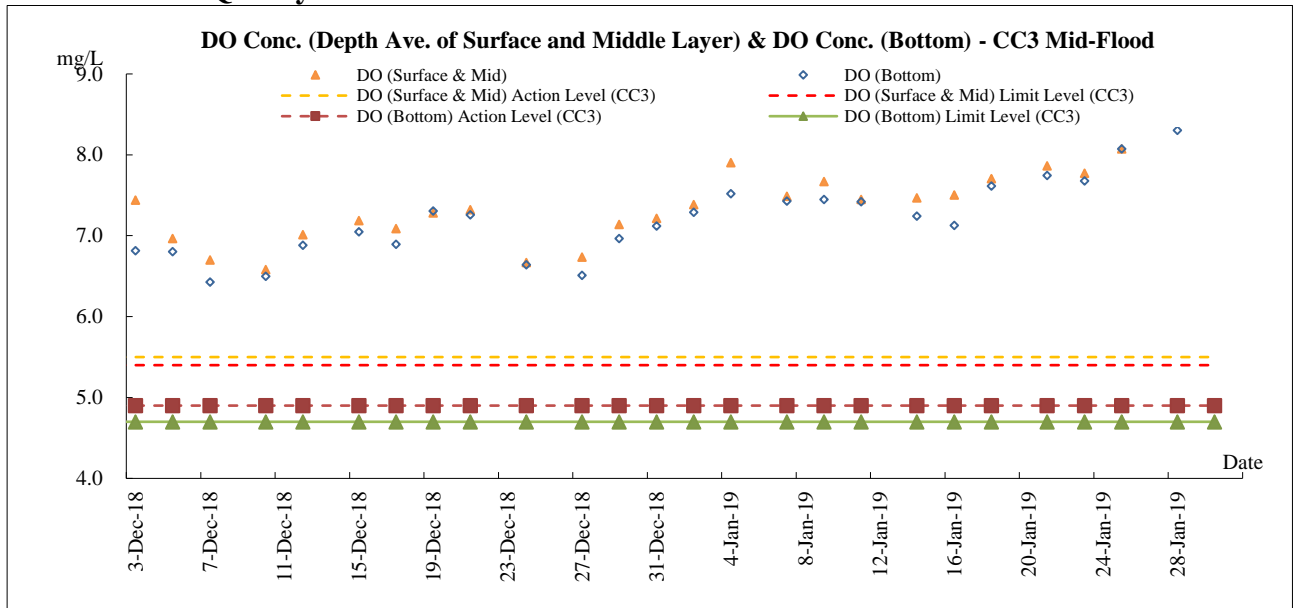 DO Conc. (Depth Ave. of Surface and Middle Layer) & DO Conc. (Bottom) - CC3 Mid-Flood
mg/L
DO (Surface & Mid)
DO (Bottom)
DO (Surface & Mid) Action Level (CC3)
DO (Surface & Mid) Limit Level (CC3)
DO (Bottom) Action Level (CC3)
DO (Bottom) Limit Level (CC3)
9.0
8.0
7.0
6.0
5.0
4.0
Date
3-Dec-18
7-Dec-18
11-Dec-18
15-Dec-18
19-Dec-18
23-Dec-18
27-Dec-18
31-Dec-18
4-Jan-19
8-Jan-19
12-Jan-19
16-Jan-19
20-Jan-19
24-Jan-19
28-Jan-19